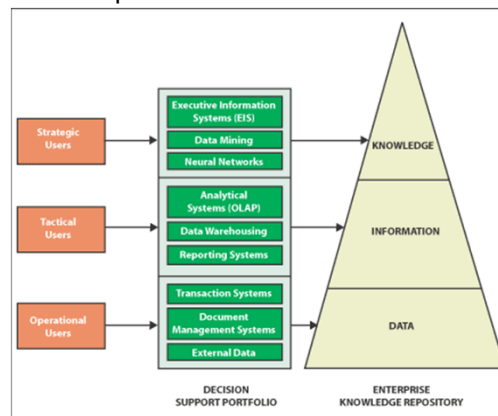 Executive Information
Systems (EIS)
Data Mining
Neural Networks
Strategic
Users
KNOWLEDGE
Analytical
Systems (OLAP)
Data Warehousing
Reporting Systems
Tactical
Users
INFORMATION
Transaction Systems
Document
Management Systems
External Data
Operational
Users
DATA
DECISION
SUPPORT PORTFOLIO
ENTERPRISE
KNOWLEDGE REPOSITORY